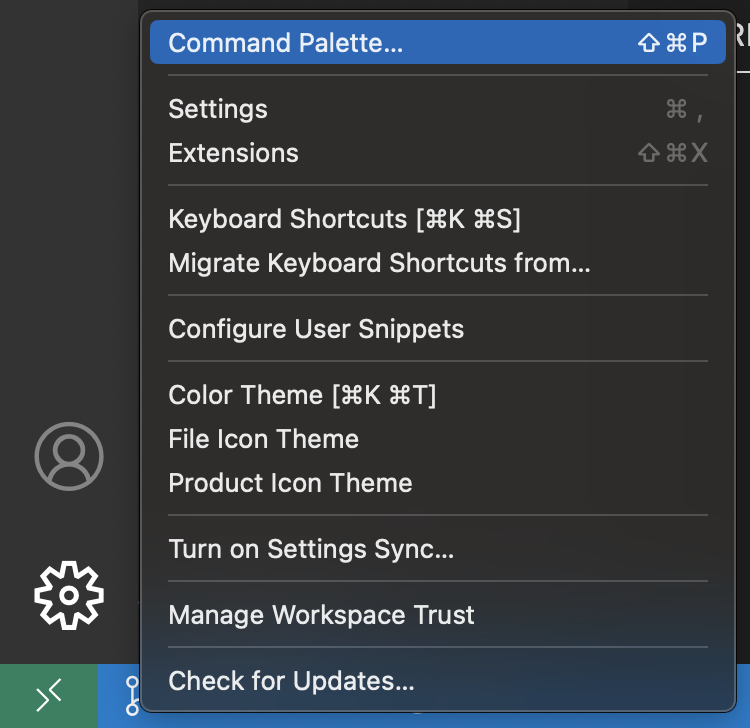 Command Palette... ⇧⌘P
Settings ⌘ ,
Extensions ⇧⌘X
Keyboard Shortcuts [⌘K ⌘S]
Migrate Keyboard Shortcuts from...
Configure User Snippets
Color Theme [⌘K ⌘T]
File Icon Theme
Product Icon Theme
Turn on Settings Sync...
Manage Workspace Trust
Check for Updates...